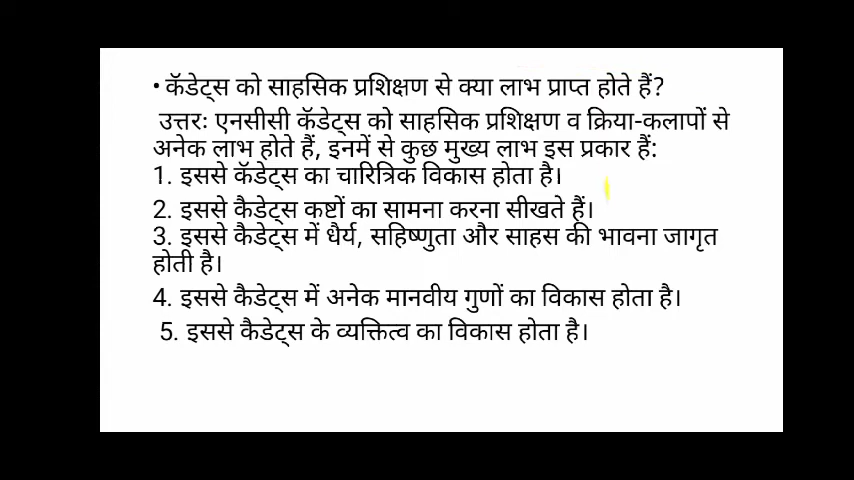 • कॅडेट्स को साहसिक प्रशिक्षण से क्या लाभ प्राप्त होते हैं?
उत्तरः एनसीसी कॅडेट्स को साहसिक प्रशिक्षण व क्रिया-कलापों से
अनेक लाभ होते हैं, इनमें से कुछ मुख्य लाभ इस प्रकार हैं:
1. इससे कॅडेट्स का चारित्रिक विकास होता है।
2. इससे कैडेट्स कष्टों का सामना करना सीखते हैं।
3. इससे कैडेट्स में धैर्य, सहिष्णुता और साहस की भावना जागृत
होती है।
4. इससे कैडेट्स में अनेक मानवीय गुणों का विकास होता है।
5. इससे कैडेट्स के व्यक्तित्व का विकास होता है।